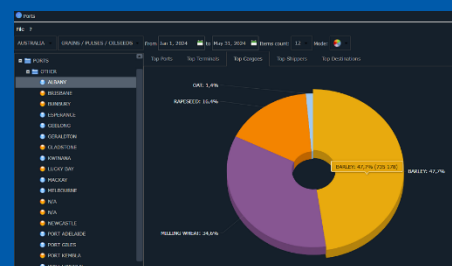 Ports
File ?
AUSTRALIA GRAINS / PULSES / OILSEEDS From Jun 1, 2024 to May 31, 2024 Items count: 12 Mode:
PORTS
OTHER
Top Ports Top Terminals Top Cargoes Top Shippers Top Destinations
ALBANY
BRISBANE
BUNBURY
ESPERANCE
GEELONG
GERALDTON
GLADSTONE
KWINANA
LUCKY BAY
MACKAY
MELBOURNE
N/A
N/A
NEWCASTLE
PORT ADELAIDE
PORT GILES
PORT KEMBLA
OAT: 1,4%
RAPESEED: 16,4%
BARLEY: 47,7% (735 178)
BARLEY: 47,7%
MILLING WHEAT: 34,6%